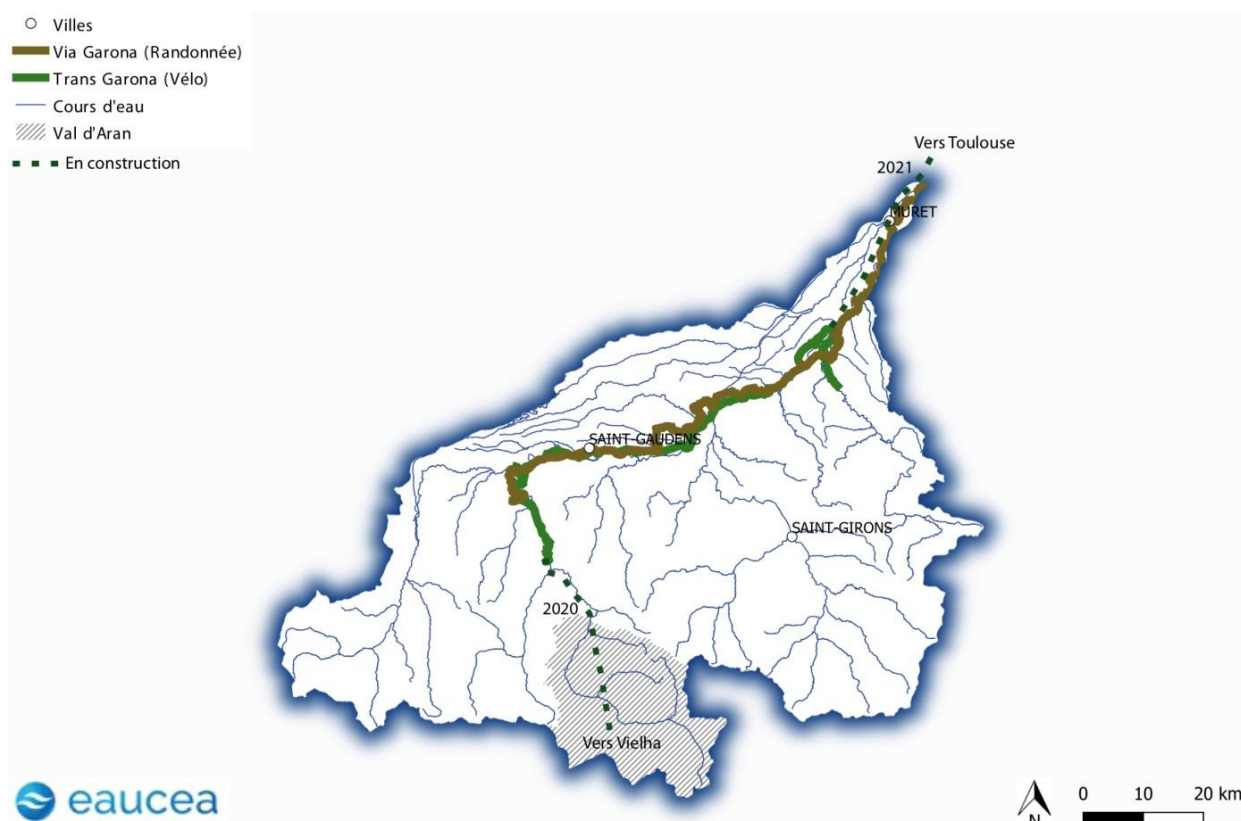 Villes
Via Garona (Randonnée)
Trans Garona (Vélo)
Cours d'eau
Val d'Aran
En construction
Vers Toulouse
2021
MURET
SAINT-GAUDENS
SAINT-GIRONS
2020
Vers Vielha
eaucea
N
0 10 20 km